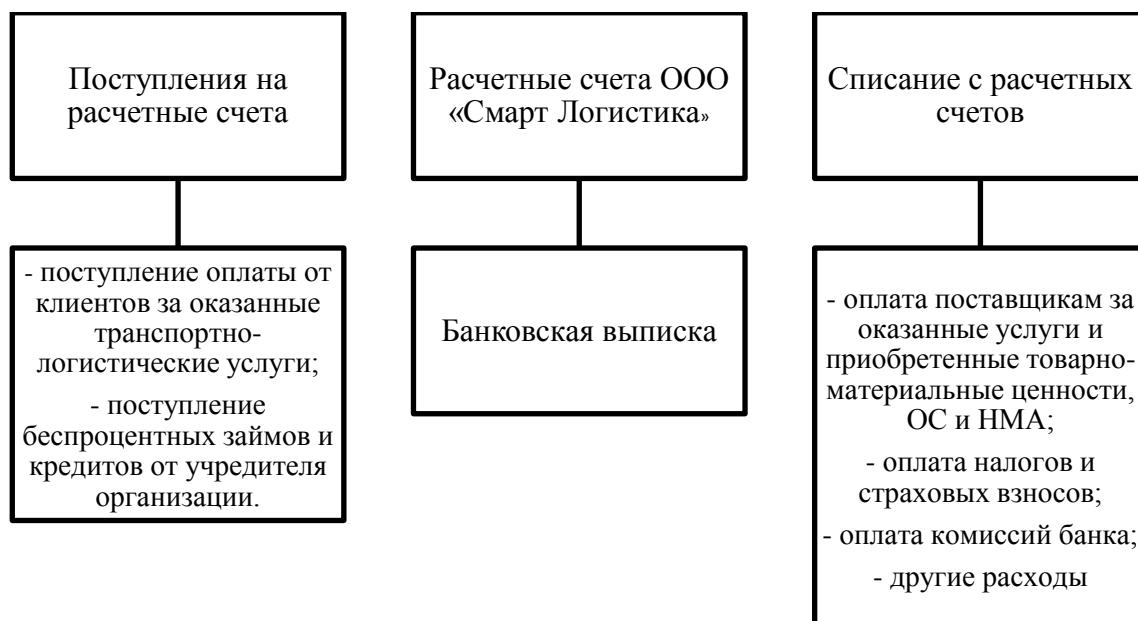 Поступления на
расчетные счета
Расчетные счета ООО
«Смарт Логистика»
Списание с расчетных
счетов
- поступление оплаты от
клиентов за оказанные
транспортно-
логистические услуги;
- поступление
беспроцентных займов и
кредитов от учредителя
организации.
Банковская выписка
- оплата поставщикам за
оказанные услуги и
приобретенные товарно-
материальные ценности,
ОС и НМА;
- оплата налогов и
страховых взносов;
- оплата комиссий банка;
- другие расходы